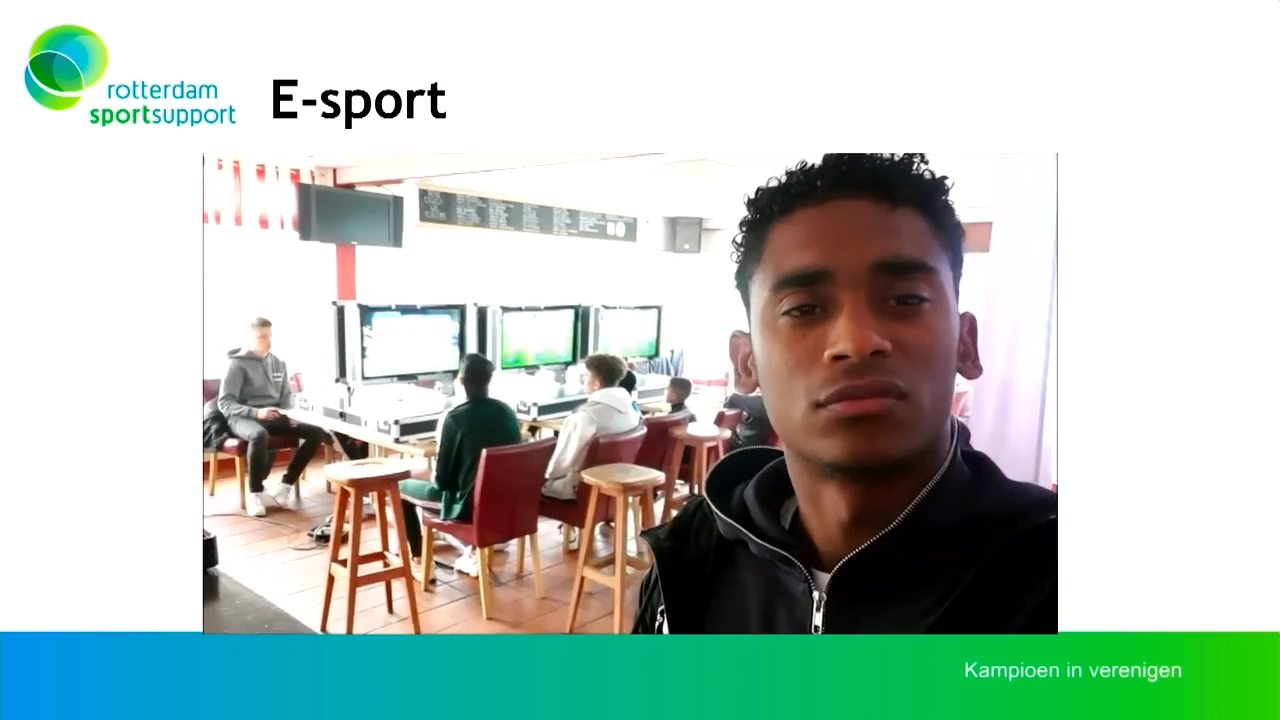 rotterdam
sportsupport
E-sport
Kampioen in verenigen